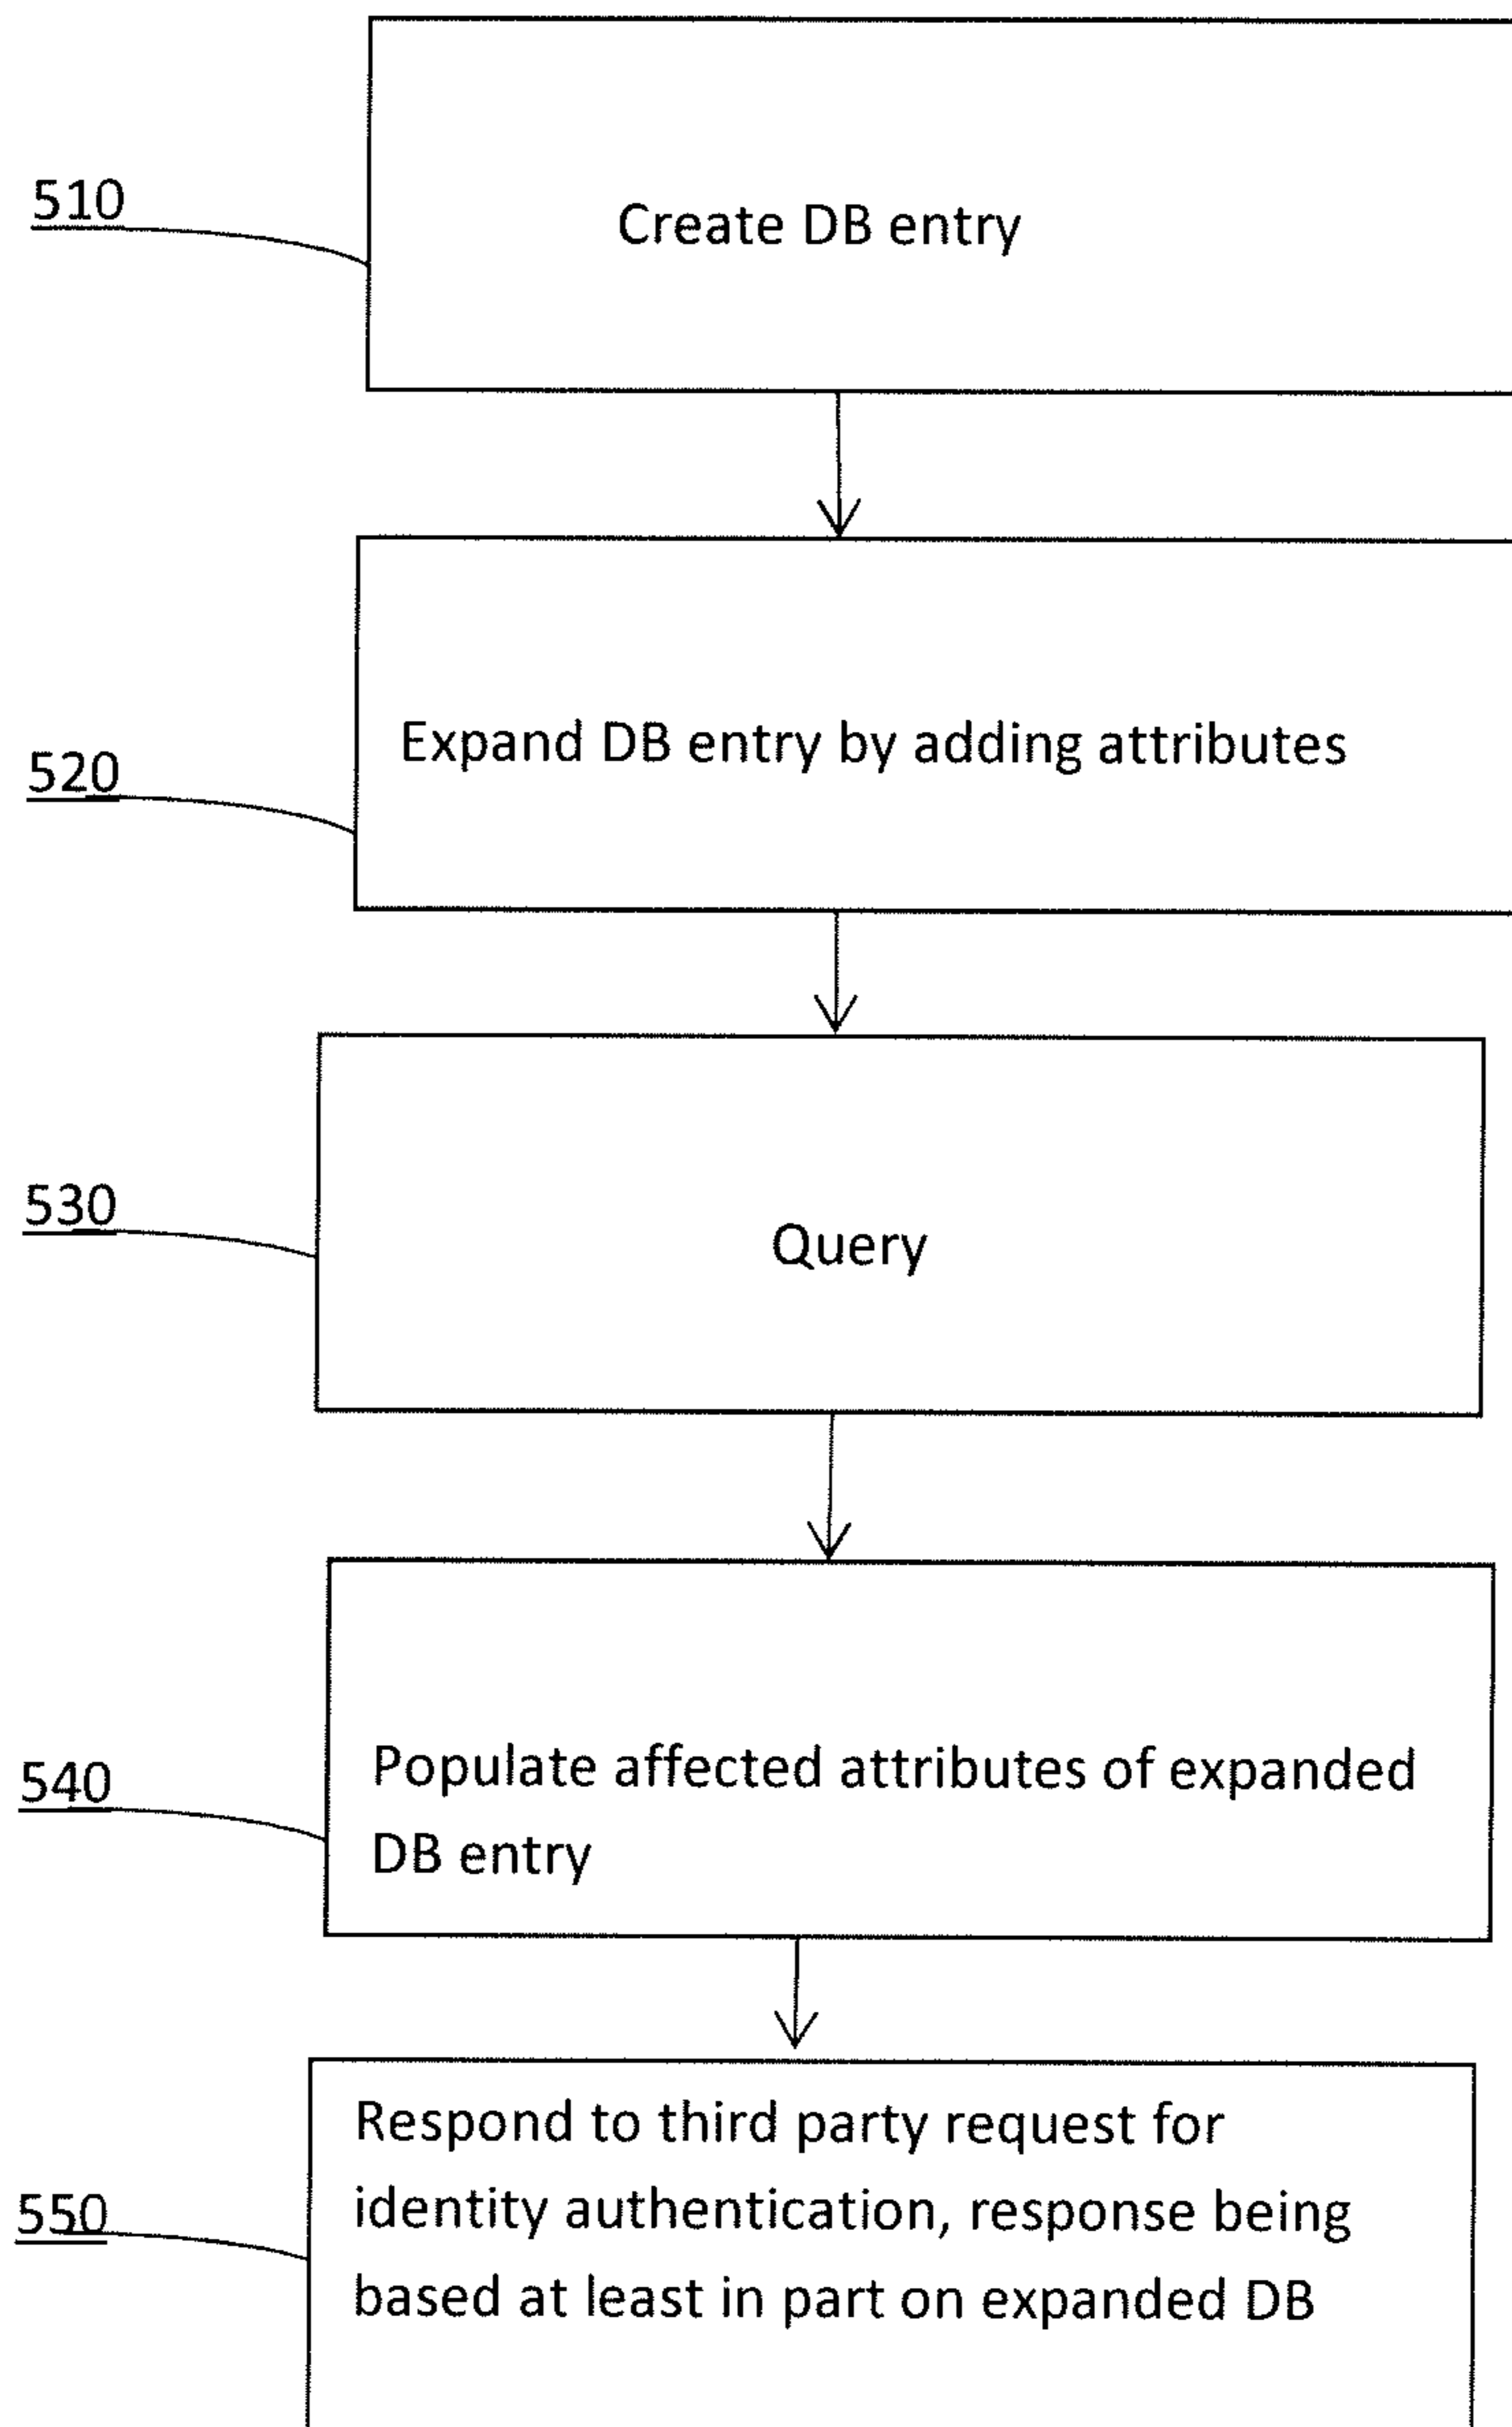 510
Create DB entry
520
Expand DB entry by adding attributes
530
Query
540
Populate affected attributes of expanded
DB entry
550
Respond to third party request for
identity authentication, response being
based at least in part on expanded DB